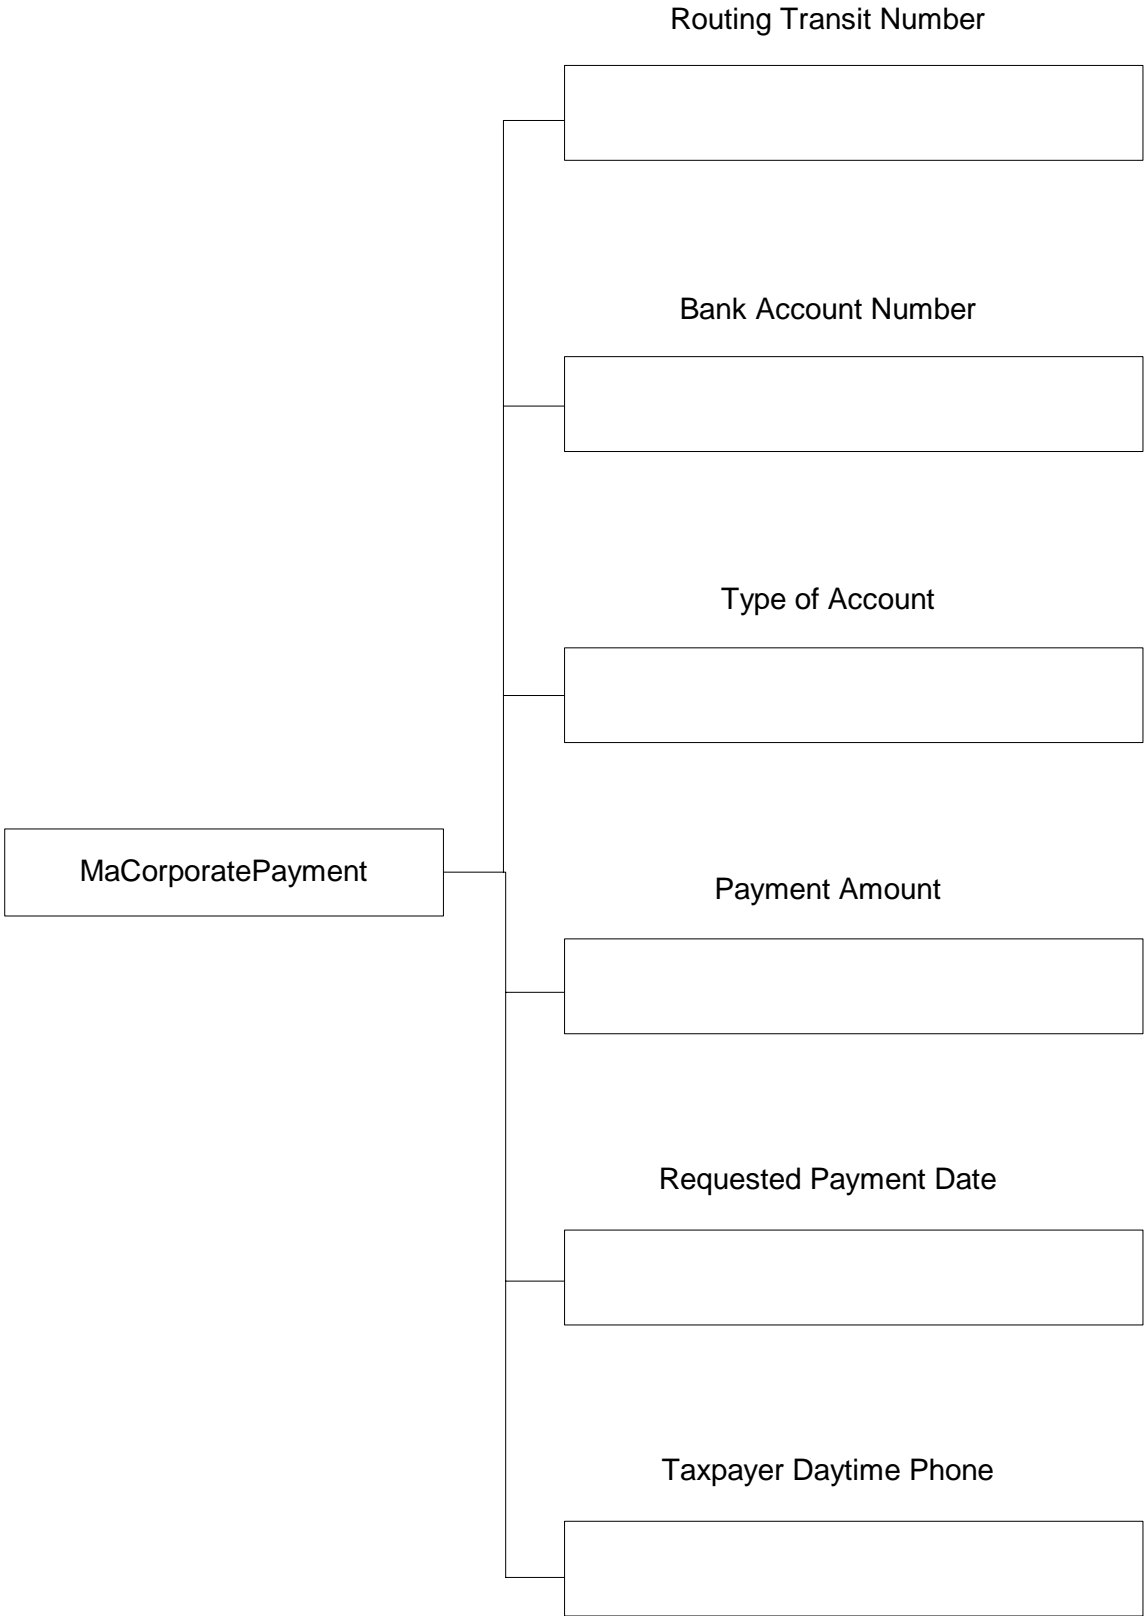 Routing Transit Number
Bank Account Number
Type of Account
MaCorporatePayment
Payment Amount
Requested Payment Date
Taxpayer Daytime Phone